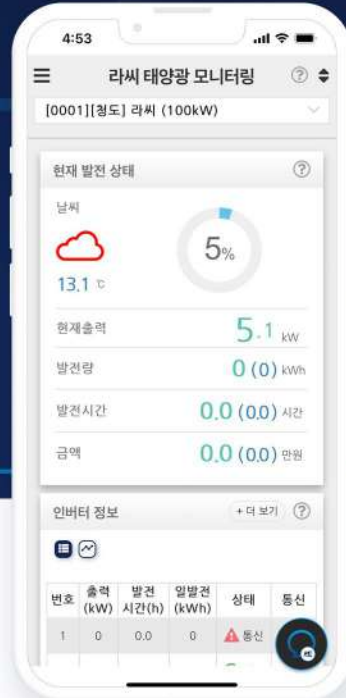 4:53
라씨 태양광 모니터링 ?
[0001][청도] 라씨 (100kW)
현재 발전 상태 ?
날씨
5%
13.1 ℃
현재출력 5.1 kW
발전량 0 (0) kWh
발전시간 0.0 (0.0) 시간
금액 0.0 (0.0) 만원
인버터 정보 + 더 보기 ?
번호 출력 (kW) 발전 시간(h) 일발전 (kWh) 상태 통신
1 0 0.0 0 통신